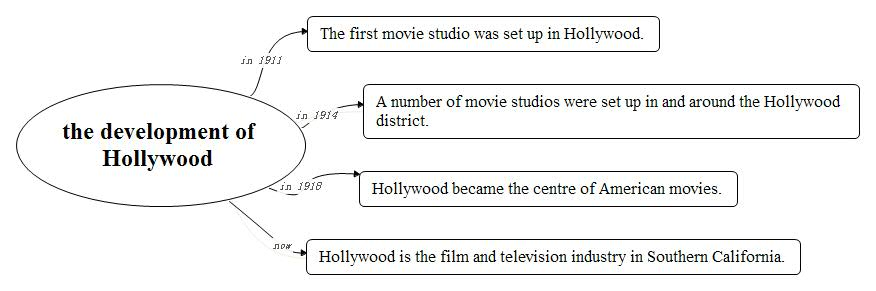 The first movie studio was set up in Hollywood.
in 1911
A number of movie studios were set up in and around the Hollywood
district.
in 1914
the development of
Hollywood
in 1918
Hollywood became the centre of American movies.
now
Hollywood is the film and television industry in Southern California.